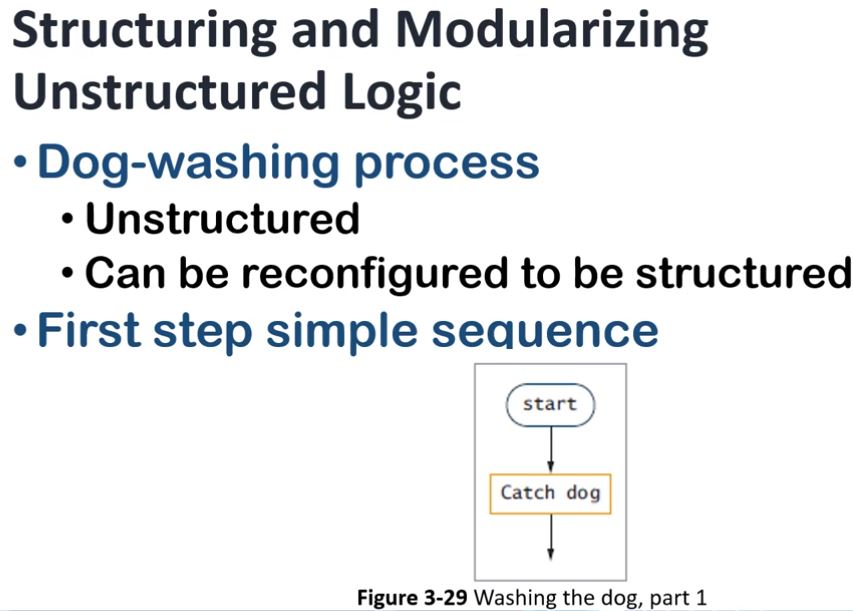 Structuring and Modularizing
Unstructured Logic
• Dog-washing process
• Unstructured
• Can be reconfigured to be structured
• First step simple sequence
start
Catch dog
Figure 3-29 Washing the dog, part 1